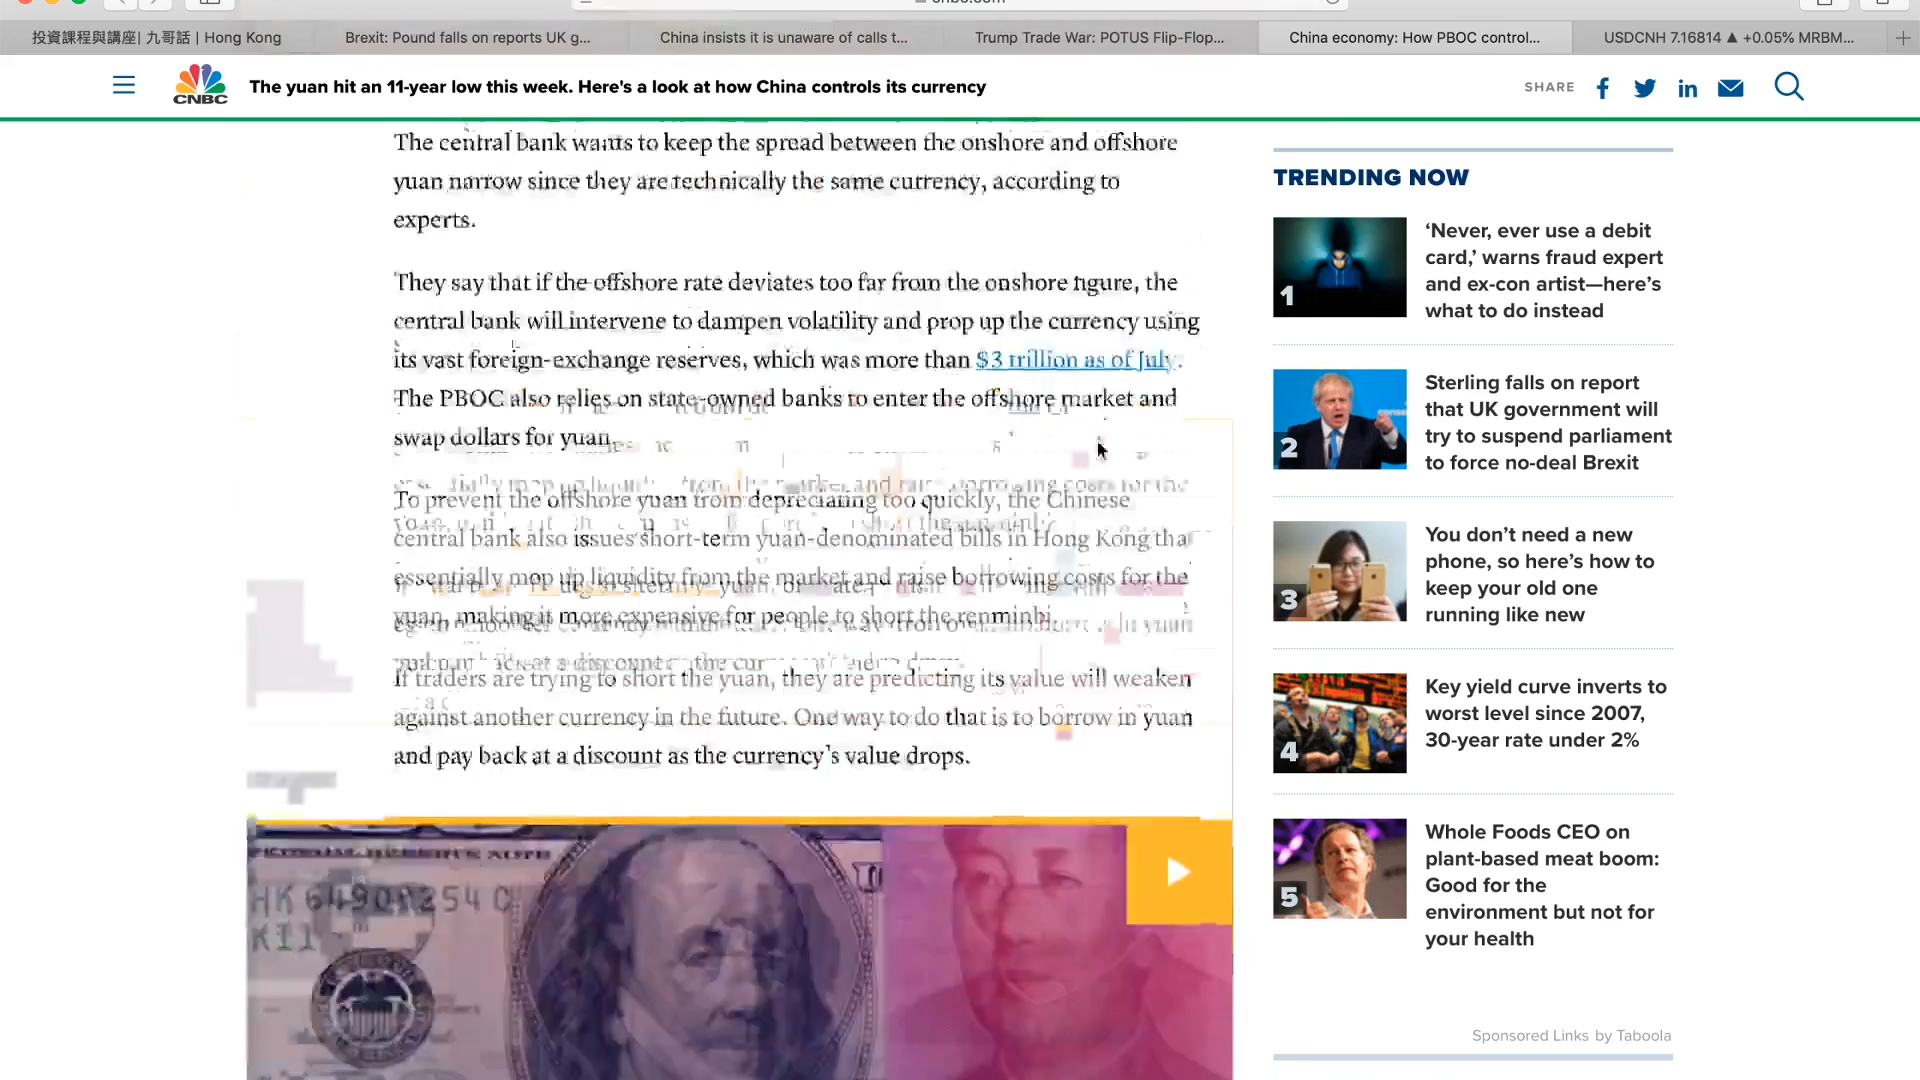 投資課程與講座| 九哥話 | Hong Kong
Brexit: Pound falls on reports UK g...
China insists it is unaware of calls t...
Trump Trade War: POTUS Flip-Flop...
China economy: How PBOC control...
USDCNH 7.16814 ▲ +0.05% MRBM...
CNBC
The yuan hit an 11-year low this week. Here's a look at how China controls its currency
SHARE
The central bank wants to keep the spread between the onshore and offshore
yuan narrow since they are technically the same currency, according to
experts.
They say that if the offshore rate deviates too far from the onshore figure, the
central bank will intervene to dampen volatility and prop up the currency using
its vast foreign-exchange reserves, which was more than $3 trillion as of July.
The PBOC also relies on state-owned banks to enter the offshore market and
swap dollars for yuan.
To prevent the offshore yuan from depreciating too quickly, the Chinese
central bank also issues short-term yuan-denominated bills in Hong Kong tha
essentially mop up liquidity from the market and raise borrowing costs for the
yuan, making it more expensive for people to short the renminbi.
If traders are trying to short the yuan, they are predicting its value will weaken
against another currency in the future. One way to do that is to borrow in yuan
and pay back at a discount as the currency's value drops.
TRENDING NOW
1
‘Never, ever use a debit
card,’ warns fraud expert
and ex-con artist—here’s
what to do instead
2
Sterling falls on report
that UK government will
try to suspend parliament
to force no-deal Brexit
3
You don’t need a new
phone, so here’s how to
keep your old one
running like new
4
Key yield curve inverts to
worst level since 2007,
30-year rate under 2%
5
Whole Foods CEO on
plant-based meat boom:
Good for the
environment but not for
your health
Sponsored Links by Taboola